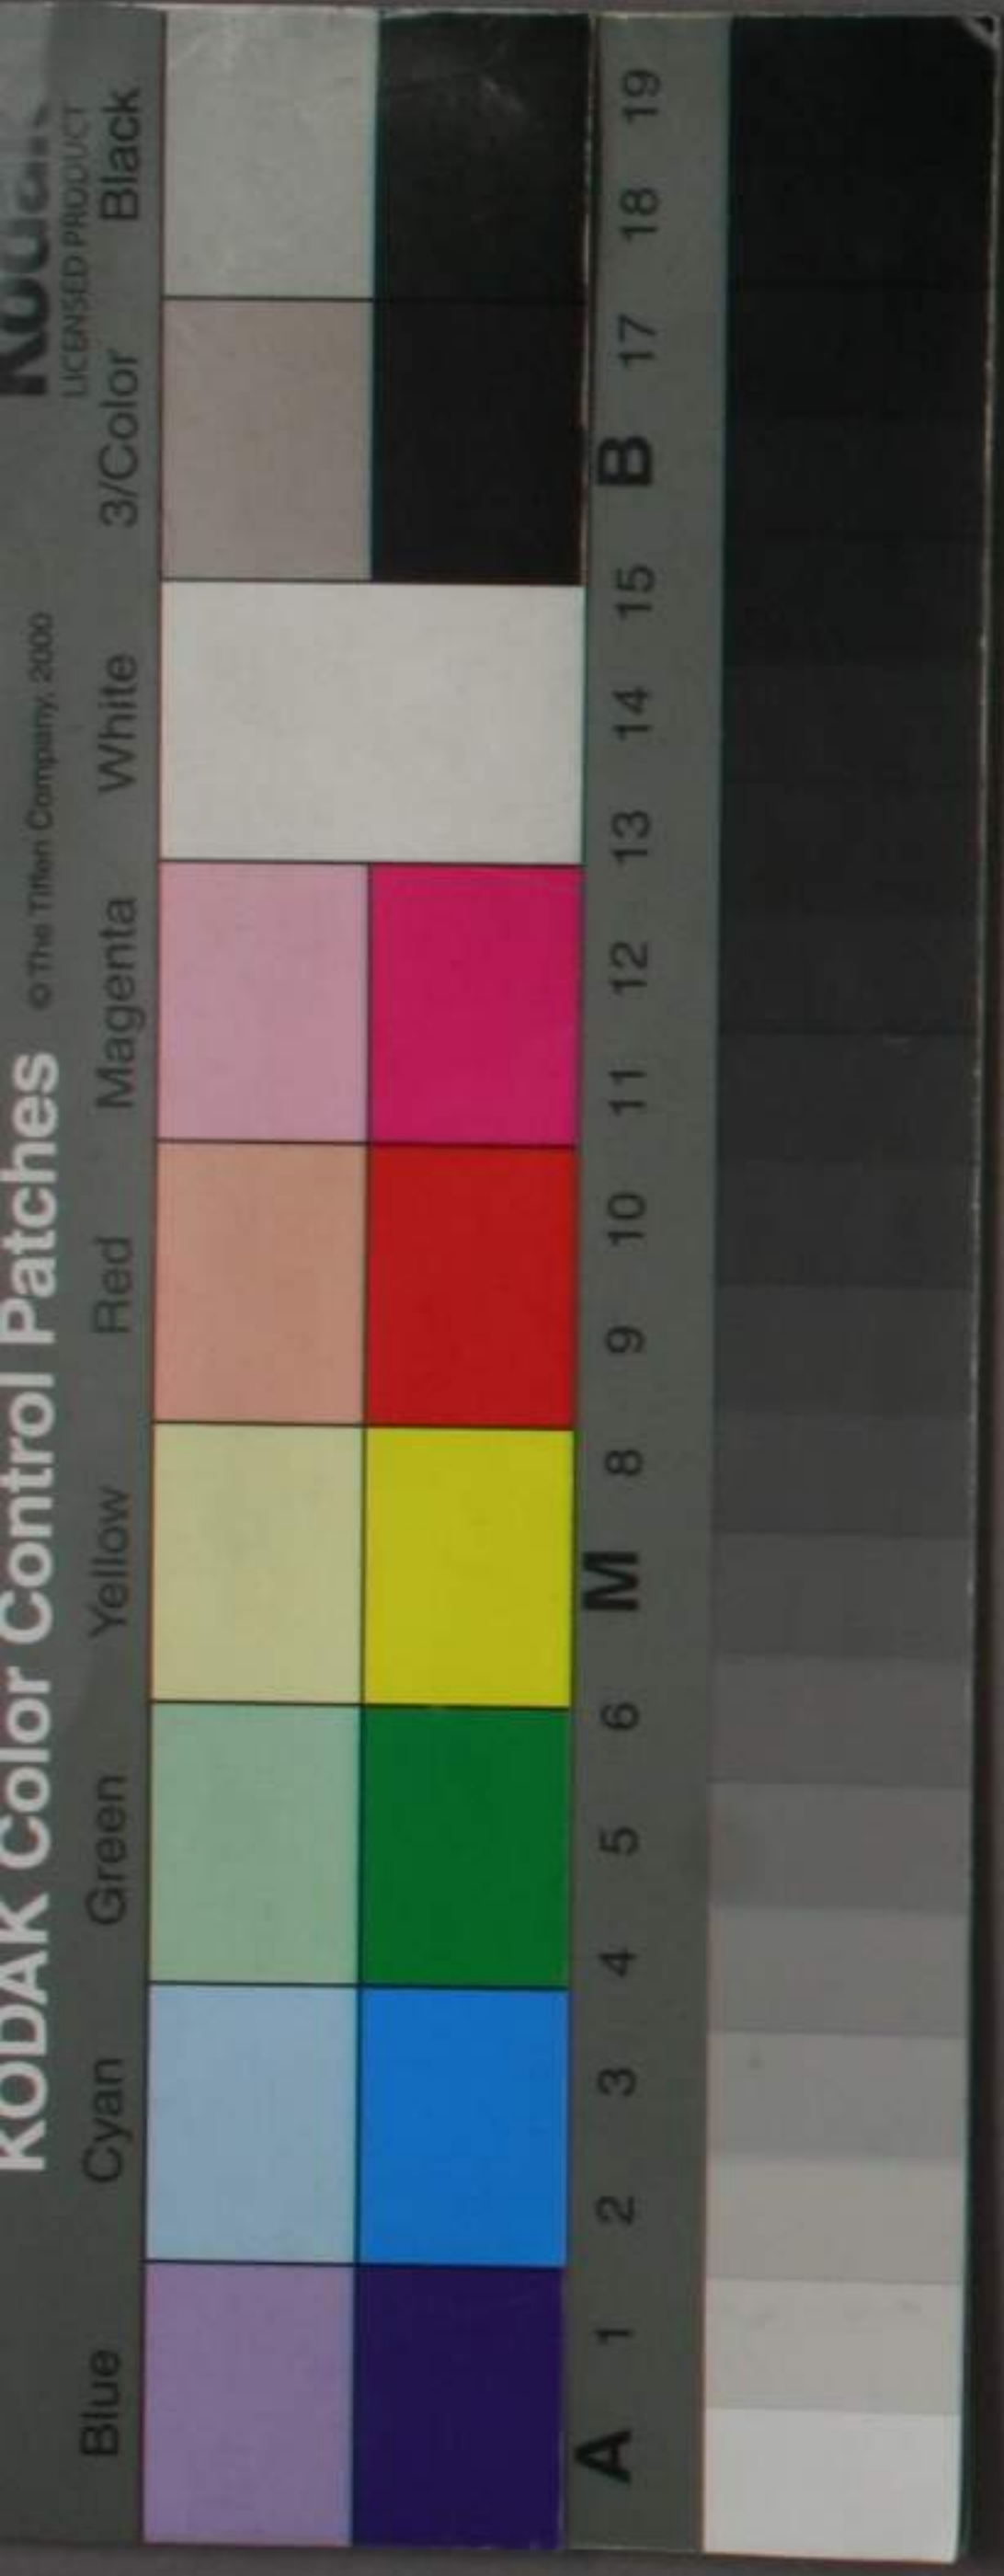 KODAK Color Control Patches © The Tiffen Company, 2000 Kodak
LICENSED PRODUCT
Blue Cyan Green Yellow Red Magenta White 3/Color Black
A 1 2 3 4 5 6 M 8 9 10 11 12 13 14 15 B 17 18 19